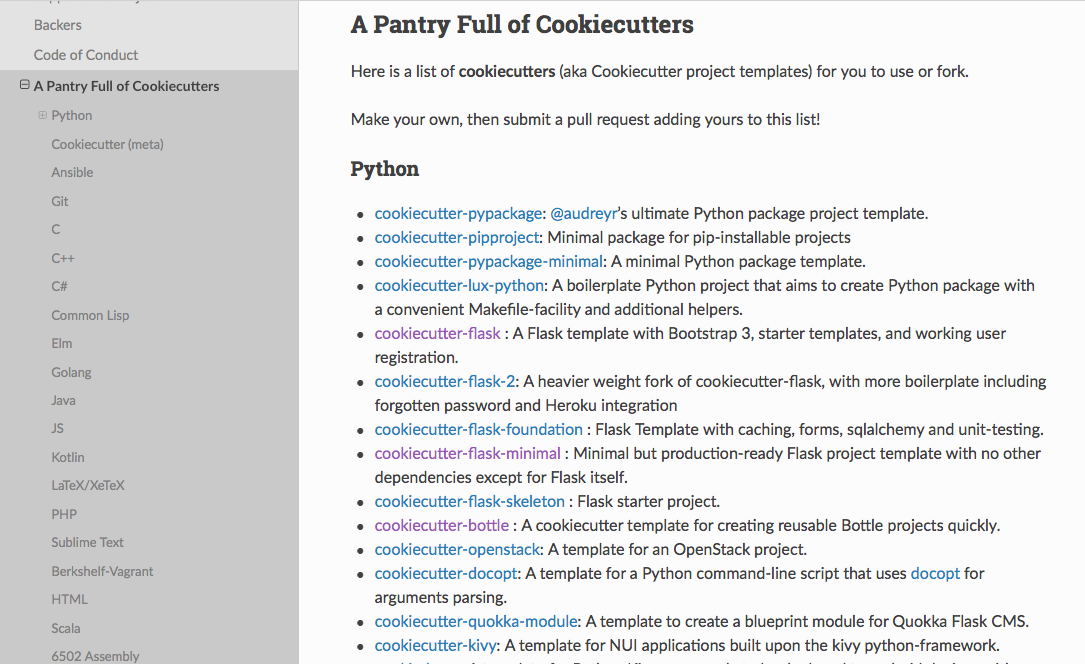 Backers
Code of Conduct
A Pantry Full of Cookiecutters
Python
Cookiecutter (meta)
Ansible
Git
C
C++
C#
Common Lisp
Elm
Golang
Java
JS
Kotlin
LaTeX/XeTeX
PHP
Sublime Text
Berkshelf-Vagrant
HTML
Scala
6502 Assembly
A Pantry Full of Cookiecutters
Here is a list of cookiecutters (aka Cookiecutter project templates) for you to use or fork.
Make your own, then submit a pull request adding yours to this list!
Python
cookiecutter-pypackage: @audreyr’s ultimate Python package project template.
cookiecutter-pipproject: Minimal package for pip-installable projects
cookiecutter-pypackage-minimal: A minimal Python package template.
cookiecutter-lux-python: A boilerplate Python project that aims to create Python package with
a convenient Makefile-facility and additional helpers.
cookiecutter-flask : A Flask template with Bootstrap 3, starter templates, and working user
registration.
cookiecutter-flask-2: A heavier weight fork of cookiecutter-flask, with more boilerplate including
forgotten password and Heroku integration
cookiecutter-flask-foundation : Flask Template with caching, forms, sqlalchemy and unit-testing.
cookiecutter-flask-minimal : Minimal but production-ready Flask project template with no other
dependencies except for Flask itself.
cookiecutter-flask-skeleton : Flask starter project.
cookiecutter-bottle : A cookiecutter template for creating reusable Bottle projects quickly.
cookiecutter-openstack: A template for an OpenStack project.
cookiecutter-docopt: A template for a Python command-line script that uses docopt for
arguments parsing.
cookiecutter-quokka-module: A template to create a blueprint module for Quokka Flask CMS.
cookiecutter-kivy: A template for NUI applications built upon the kivy python-framework.